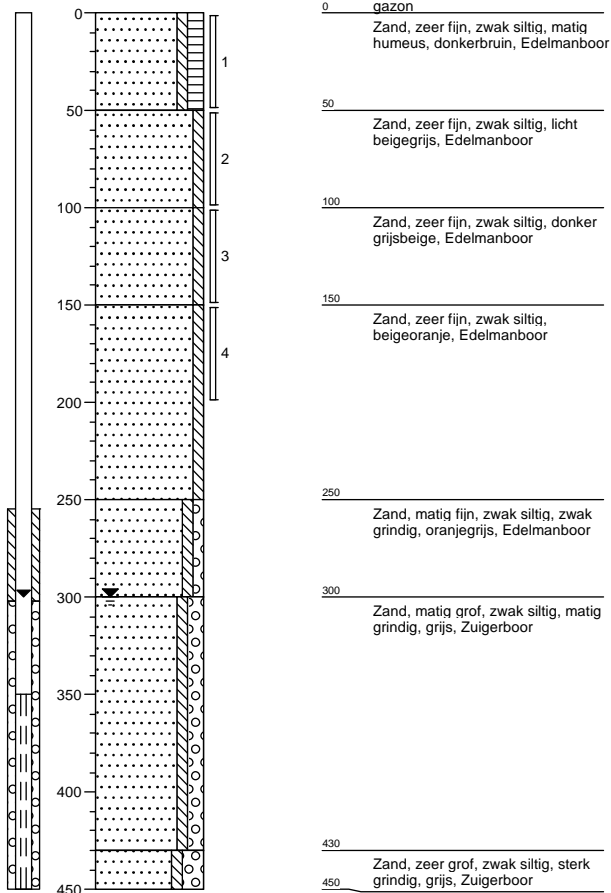 0
50
100
150
200
250
300
350
400
450
1
2
3
4
0
gazon
Zand, zeer fijn, zwak siltig, matig
humeus, donkerbruin, Edelmanboor
50
Zand, zeer fijn, zwak siltig, licht
beigegrijs, Edelmanboor
100
Zand, zeer fijn, zwak siltig, donker
grijsbeige, Edelmanboor
150
Zand, zeer fijn, zwak siltig,
beigeoranje, Edelmanboor
250
Zand, matig fijn, zwak siltig, zwak
grindig, oranjegrijs, Edelmanboor
300
Zand, matig grof, zwak siltig, matig
grindig, grijs, Zuigerboor
430
Zand, zeer grof, zwak siltig, sterk
grindig, grijs, Zuigerboor
450